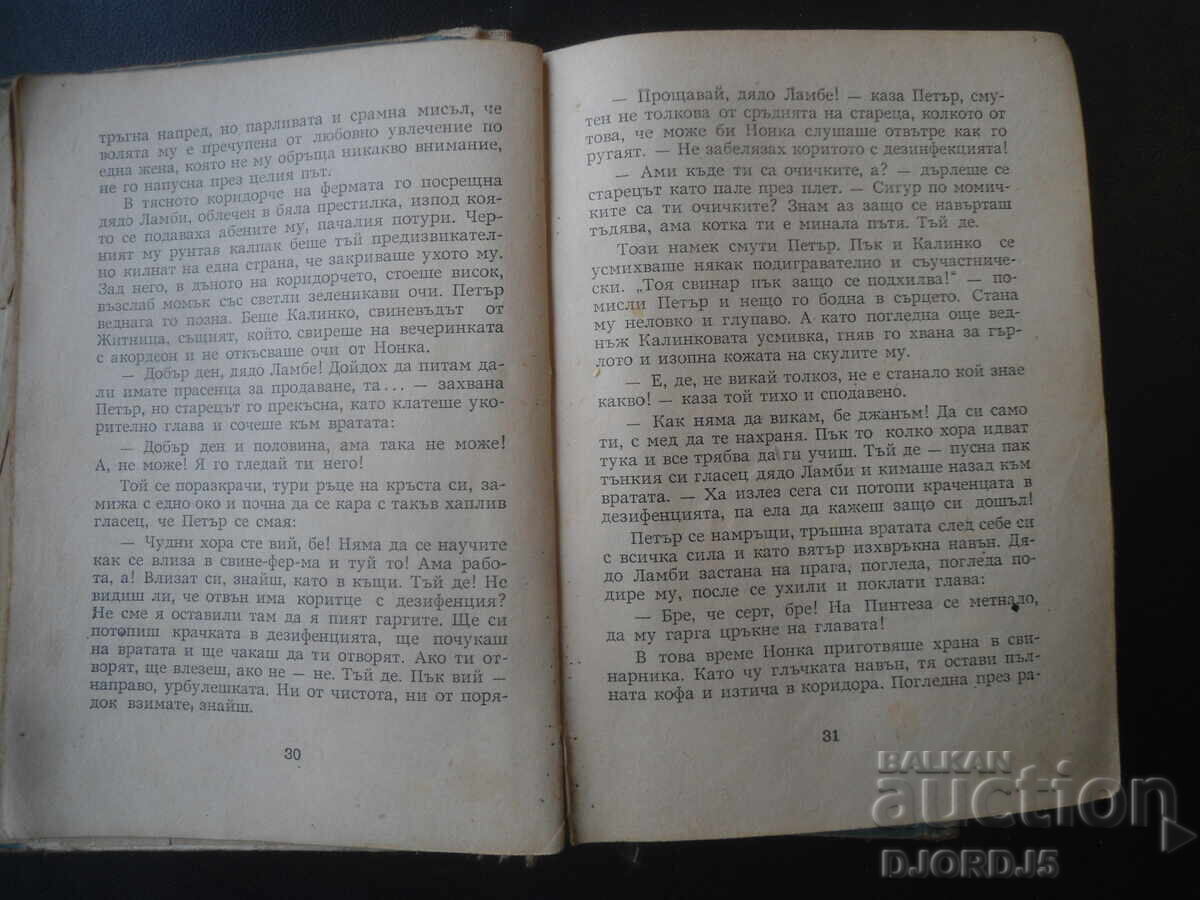 тръгна напред, но парливата и срамна мисъл, че
волята му е пречупена от любовно увлечение по
една жена, която не му обръща никакво внимание,
не го напусна през целия път.
В тясното коридорче на фермата го посрещна
дядо Ламби, облечен в бяла престилка, изпод коя-
то се подаваха абените му, пачалия потури. Чер-
ният му рунтав калпак беше тъй предизвикател-
но килнат на една страна, че закриваше ухото му.
Зад него, в дъното на коридорчето, стоеше висок,
възслаб момък със светли зеленикави очи. Петър
веднага го позна. Беше Калинко, свиневъдът от
Житница, същият, който свиреше на вечеринката
с акордеон и не откъсваше очи от Нонка.
— Добър ден, дядо Ламбе! Дойдох да питам да-
ли имате прасенца за продаване, та... — захвана
Петър, но старецът го прекъсна, като клатеше уко-
рително глава и сочеше към вратата:
— Добър ден и половина, ама така не може!
А, не може! Я го гледай ти него!
Той се поразкрачи, тури ръце на кръста си, за-
мижа с едно око и почна да се кара с такъв хаплив
гласец, че Петър се смая:
— Чудни хора сте вий, бе! Няма да се научите
как се влиза в свине-фер-ма и туй то! Ама рабо-
та, а! Влизат си, знайш, като в къщи. Тъй де! Не
видиш ли, че отвън има коритце с дезифенция?
Не сме я оставили там да я пият гаргите. Ще си
потопиш крачката в дезифенцията, ще почукаш
на вратата и ще чакаш да ти отворят. Ако ти от-
ворят, ще влезеш, ако не — не. Тъй де. Пък вий —
направо, урбулешката. Ни от чистота, ни от поря-
док взимате, знайш.
30
— Прощавай, дядо Ламбе! — каза Петър, сму-
тен не толкова от сръднята на стареца, колкото от
това, че може би Нонка слушаше отвътре как го
ругаят. — Не забелязах коритото с дезинфекцията!
— Ами къде ти са очичките, а? — дърлеше се
старецът като пале през плет. — Сигур по момич-
ките са ти очичките? Знам аз защо се навърташ
тъдява, ама котка ти е минала пътя. Тъй де.
Този намек смути Петър. Пък и Калинко се
усмихваше някак подигравателно и съучастниче-
ски. „Тоя свинар пък защо се подхилва!“ — по-
мисли Петър и нещо го бодна в сърцето. Стана
му неловко и глупаво. А като погледна още вед-
нъж Калинковата усмивка, гняв го хвана за гър-
лото и изопна кожата на скулите му.
— Е, де, не викай толкоз, не е станало кой знае
какво! — каза той тихо и сподавено.
— Как няма да викам, бе джанъм! Да си само
ти, с мед да те нахраня. Пък то колко хора идват
тука и все трябва да ги учиш. Тъй де — пусна пак
тънкия си гласец дядо Ламби и кимаше назад към
вратата. — Ха излез сега си потопи краченцата в
дезифенцията, па ела да кажеш защо си дошъл!
Петър се намръщи, тръшна вратата след себе си
с всичка сила и като вятър изхвръкна навън. Дя-
до Ламби застана на прага, погледа, погледа по-
дире му, после се ухили и поклати глава:
— Бре, че серт, бре! На Пинтеза се метнало,
да му гарга цръкне на главата!
В това време Нонка приготвяше храна в сви-
нарника. Като чу глъчката навън, тя остави пъл-
ната кофа и изтича в коридора. Погледна през ра-
31
BALKAN
auction
DJORDJ5